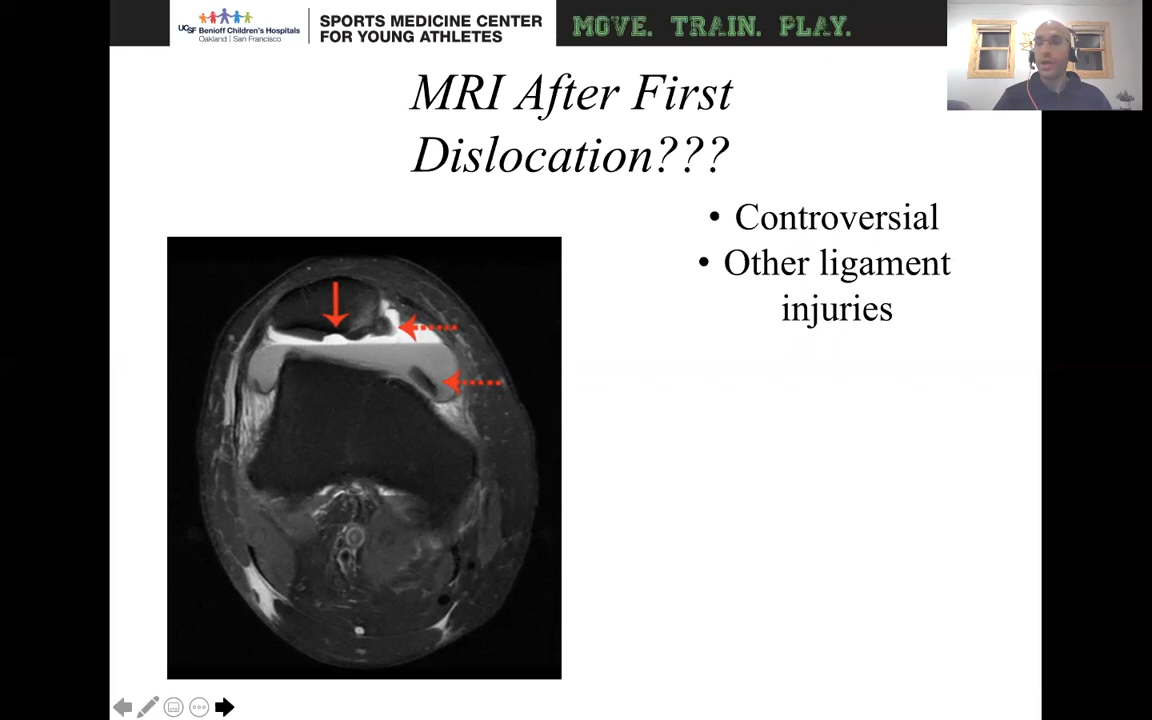 UCSF Benioff Children's Hospitals
Oakland | San Francisco
SPORTS MEDICINE CENTER
FOR YOUNG ATHLETES
MOVE. TRAIN. PLAY.
MRI After First
Dislocation???
• Controversial
• Other ligament
injuries